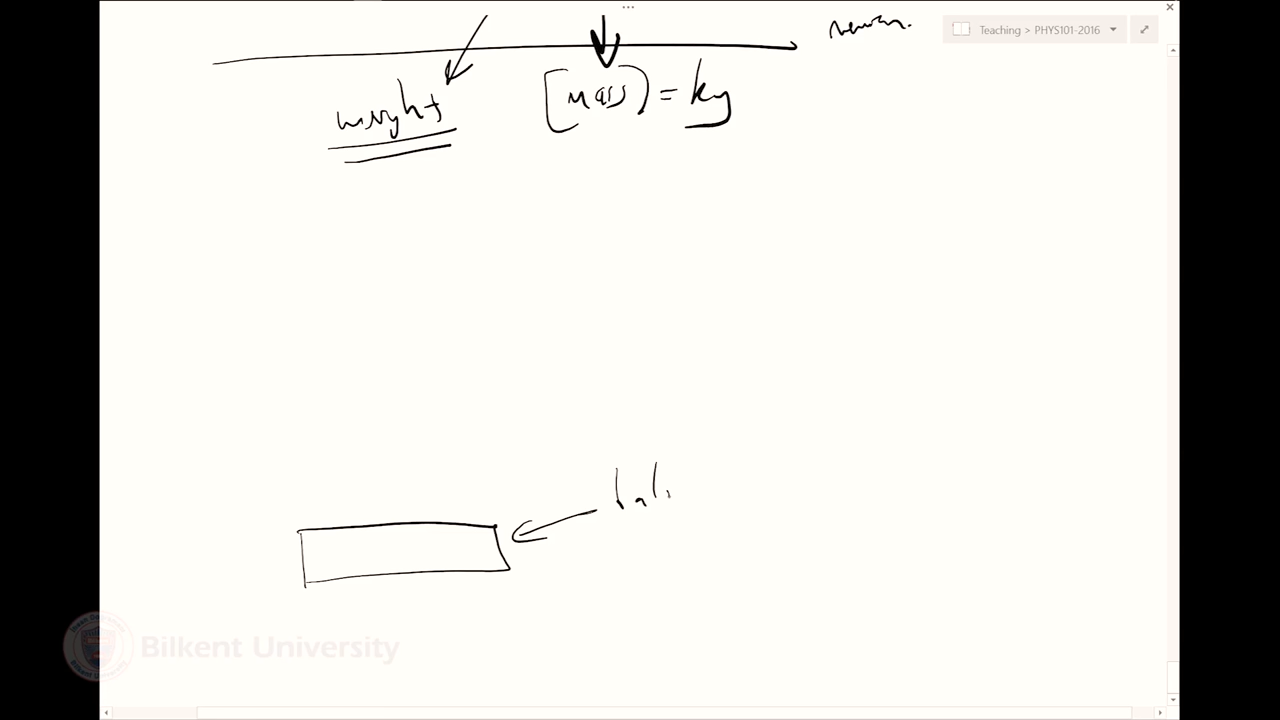 Teaching > PHYS101-2016
weight [mass] = kg
Bilkent University